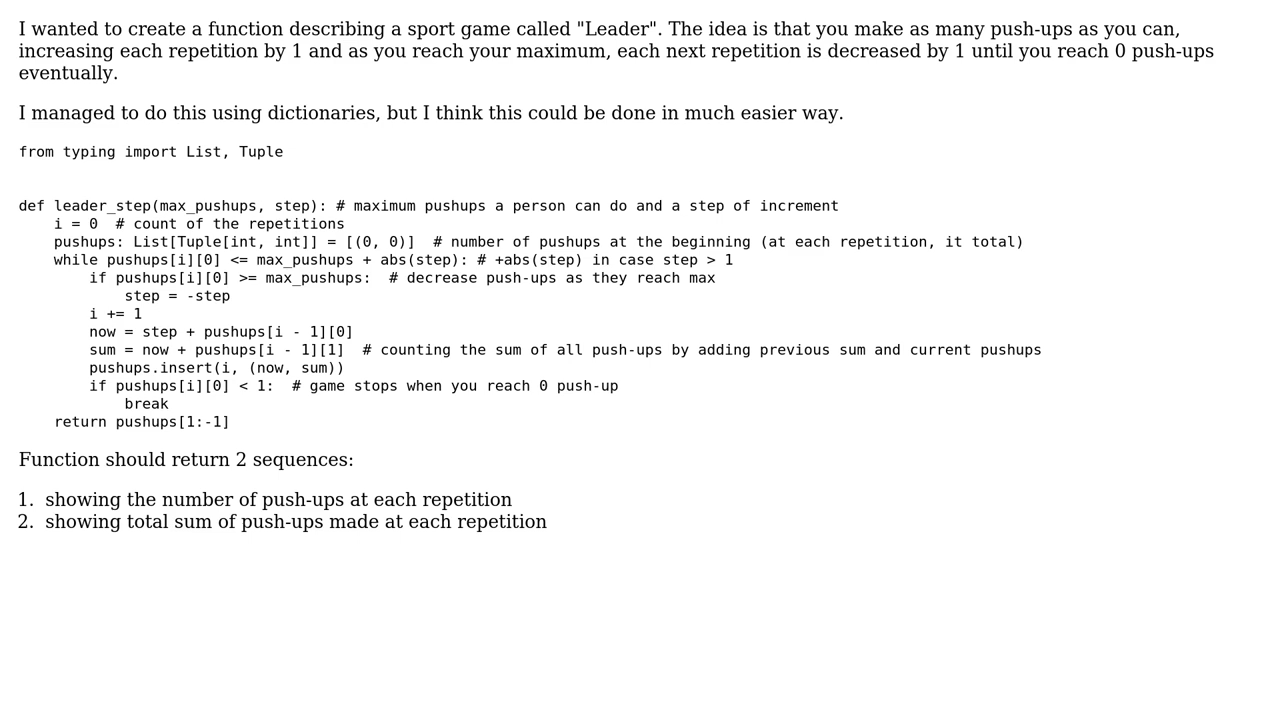 I wanted to create a function describing a sport game called "Leader". The idea is that you make as many push-ups as you can,
increasing each repetition by 1 and as you reach your maximum, each next repetition is decreased by 1 until you reach 0 push-ups
eventually.
I managed to do this using dictionaries, but I think this could be done in much easier way.
from typing import List, Tuple
def leader_step(max_pushups, step): # maximum pushups a person can do and a step of increment
    i = 0  # count of the repetitions
    pushups: List[Tuple[int, int]] = [(0, 0)]  # number of pushups at the beginning (at each repetition, it total)
    while pushups[i][0] <= max_pushups + abs(step): # +abs(step) in case step > 1
        if pushups[i][0] >= max_pushups:  # decrease push-ups as they reach max
            step = -step
        i += 1
        now = step + pushups[i - 1][0]
        sum = now + pushups[i - 1][1]  # counting the sum of all push-ups by adding previous sum and current pushups
        pushups.insert(i, (now, sum))
        if pushups[i][0] < 1:  # game stops when you reach 0 push-up
            break
    return pushups[1:-1]
Function should return 2 sequences:
1. showing the number of push-ups at each repetition
2. showing total sum of push-ups made at each repetition